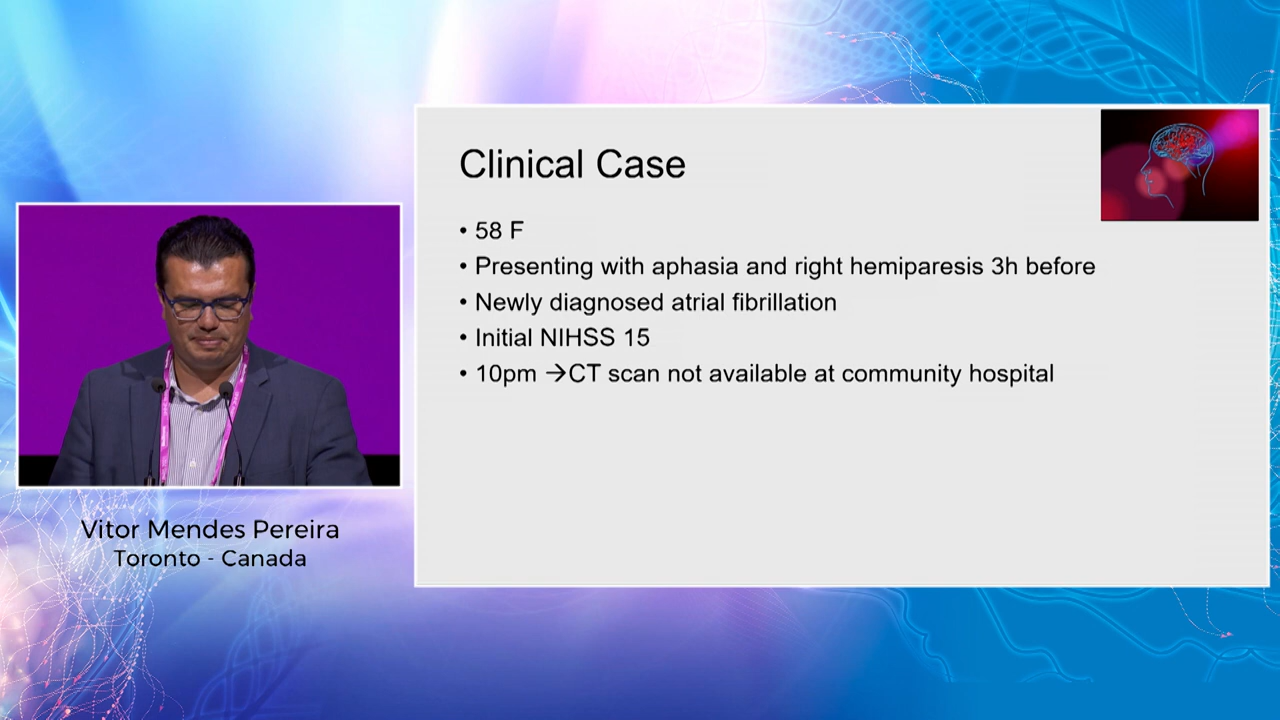 Clinical Case
• 58 F
• Presenting with aphasia and right hemiparesis 3h before
• Newly diagnosed atrial fibrillation
• Initial NIHSS 15
• 10pm →CT scan not available at community hospital
Vitor Mendes Pereira
Toronto - Canada